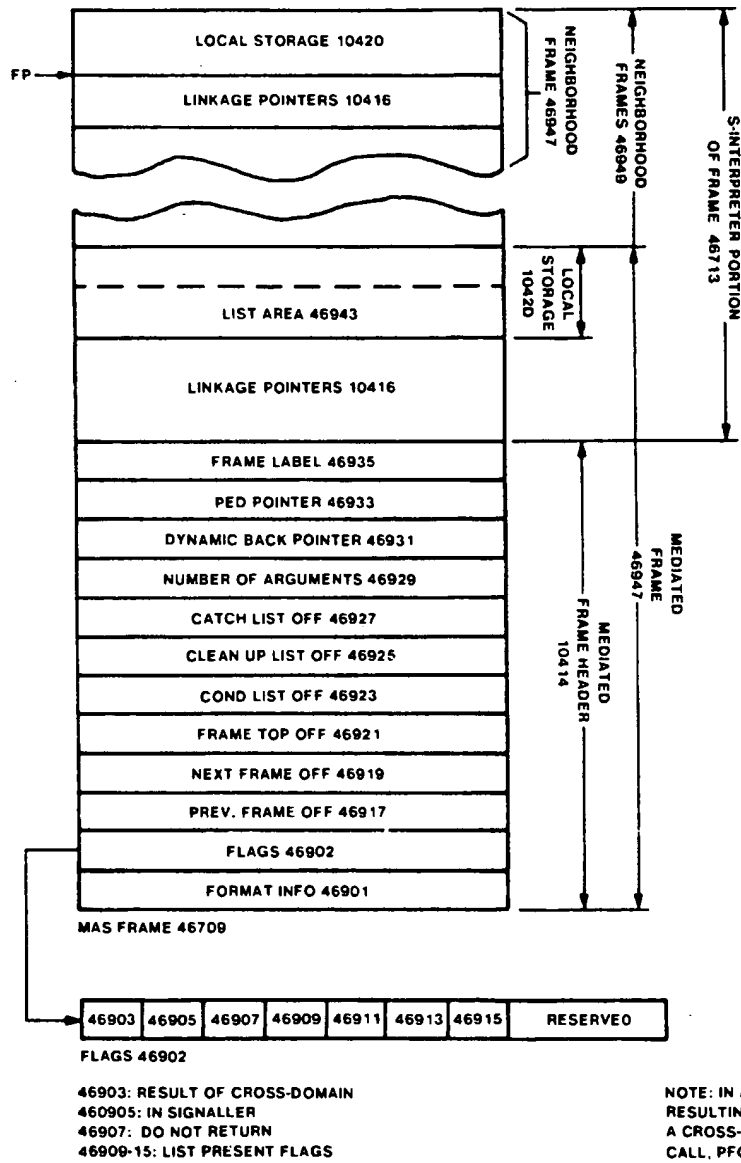 LOCAL STORAGE 10420
FP
LINKAGE POINTERS 10416
NEIGHBORHOOD
FRAME 46947
NEIGHBORHOOD
FRAMES 46949
S-INTERPRETER PORTION
OF FRAME 46713
LOCAL
STORAGE
10420
LIST AREA 46943
LINKAGE POINTERS 10416
FRAME LABEL 46935
PED POINTER 46933
DYNAMIC BACK POINTER 46931
NUMBER OF ARGUMENTS 46929
CATCH LIST OFF 46927
CLEAN UP LIST OFF 46925
COND LIST OFF 46923
FRAME TOP OFF 46921
NEXT FRAME OFF 46919
PREV. FRAME OFF 46917
FLAGS 46902
FORMAT INFO 46901
MEDIATED
FRAME HEADER
10414
MEDIATED
FRAME
46947
MAS FRAME 46709
46903 46905 46907 46909 46911 46913 46915 RESERVED
FLAGS 46902
46903: RESULT OF CROSS-DOMAIN
460905: IN SIGNALLER
46907: DO NOT RETURN
46909-15: LIST PRESENT FLAGS
NOTE: IN
RESULTIN
A CROSS-
CALL, PF